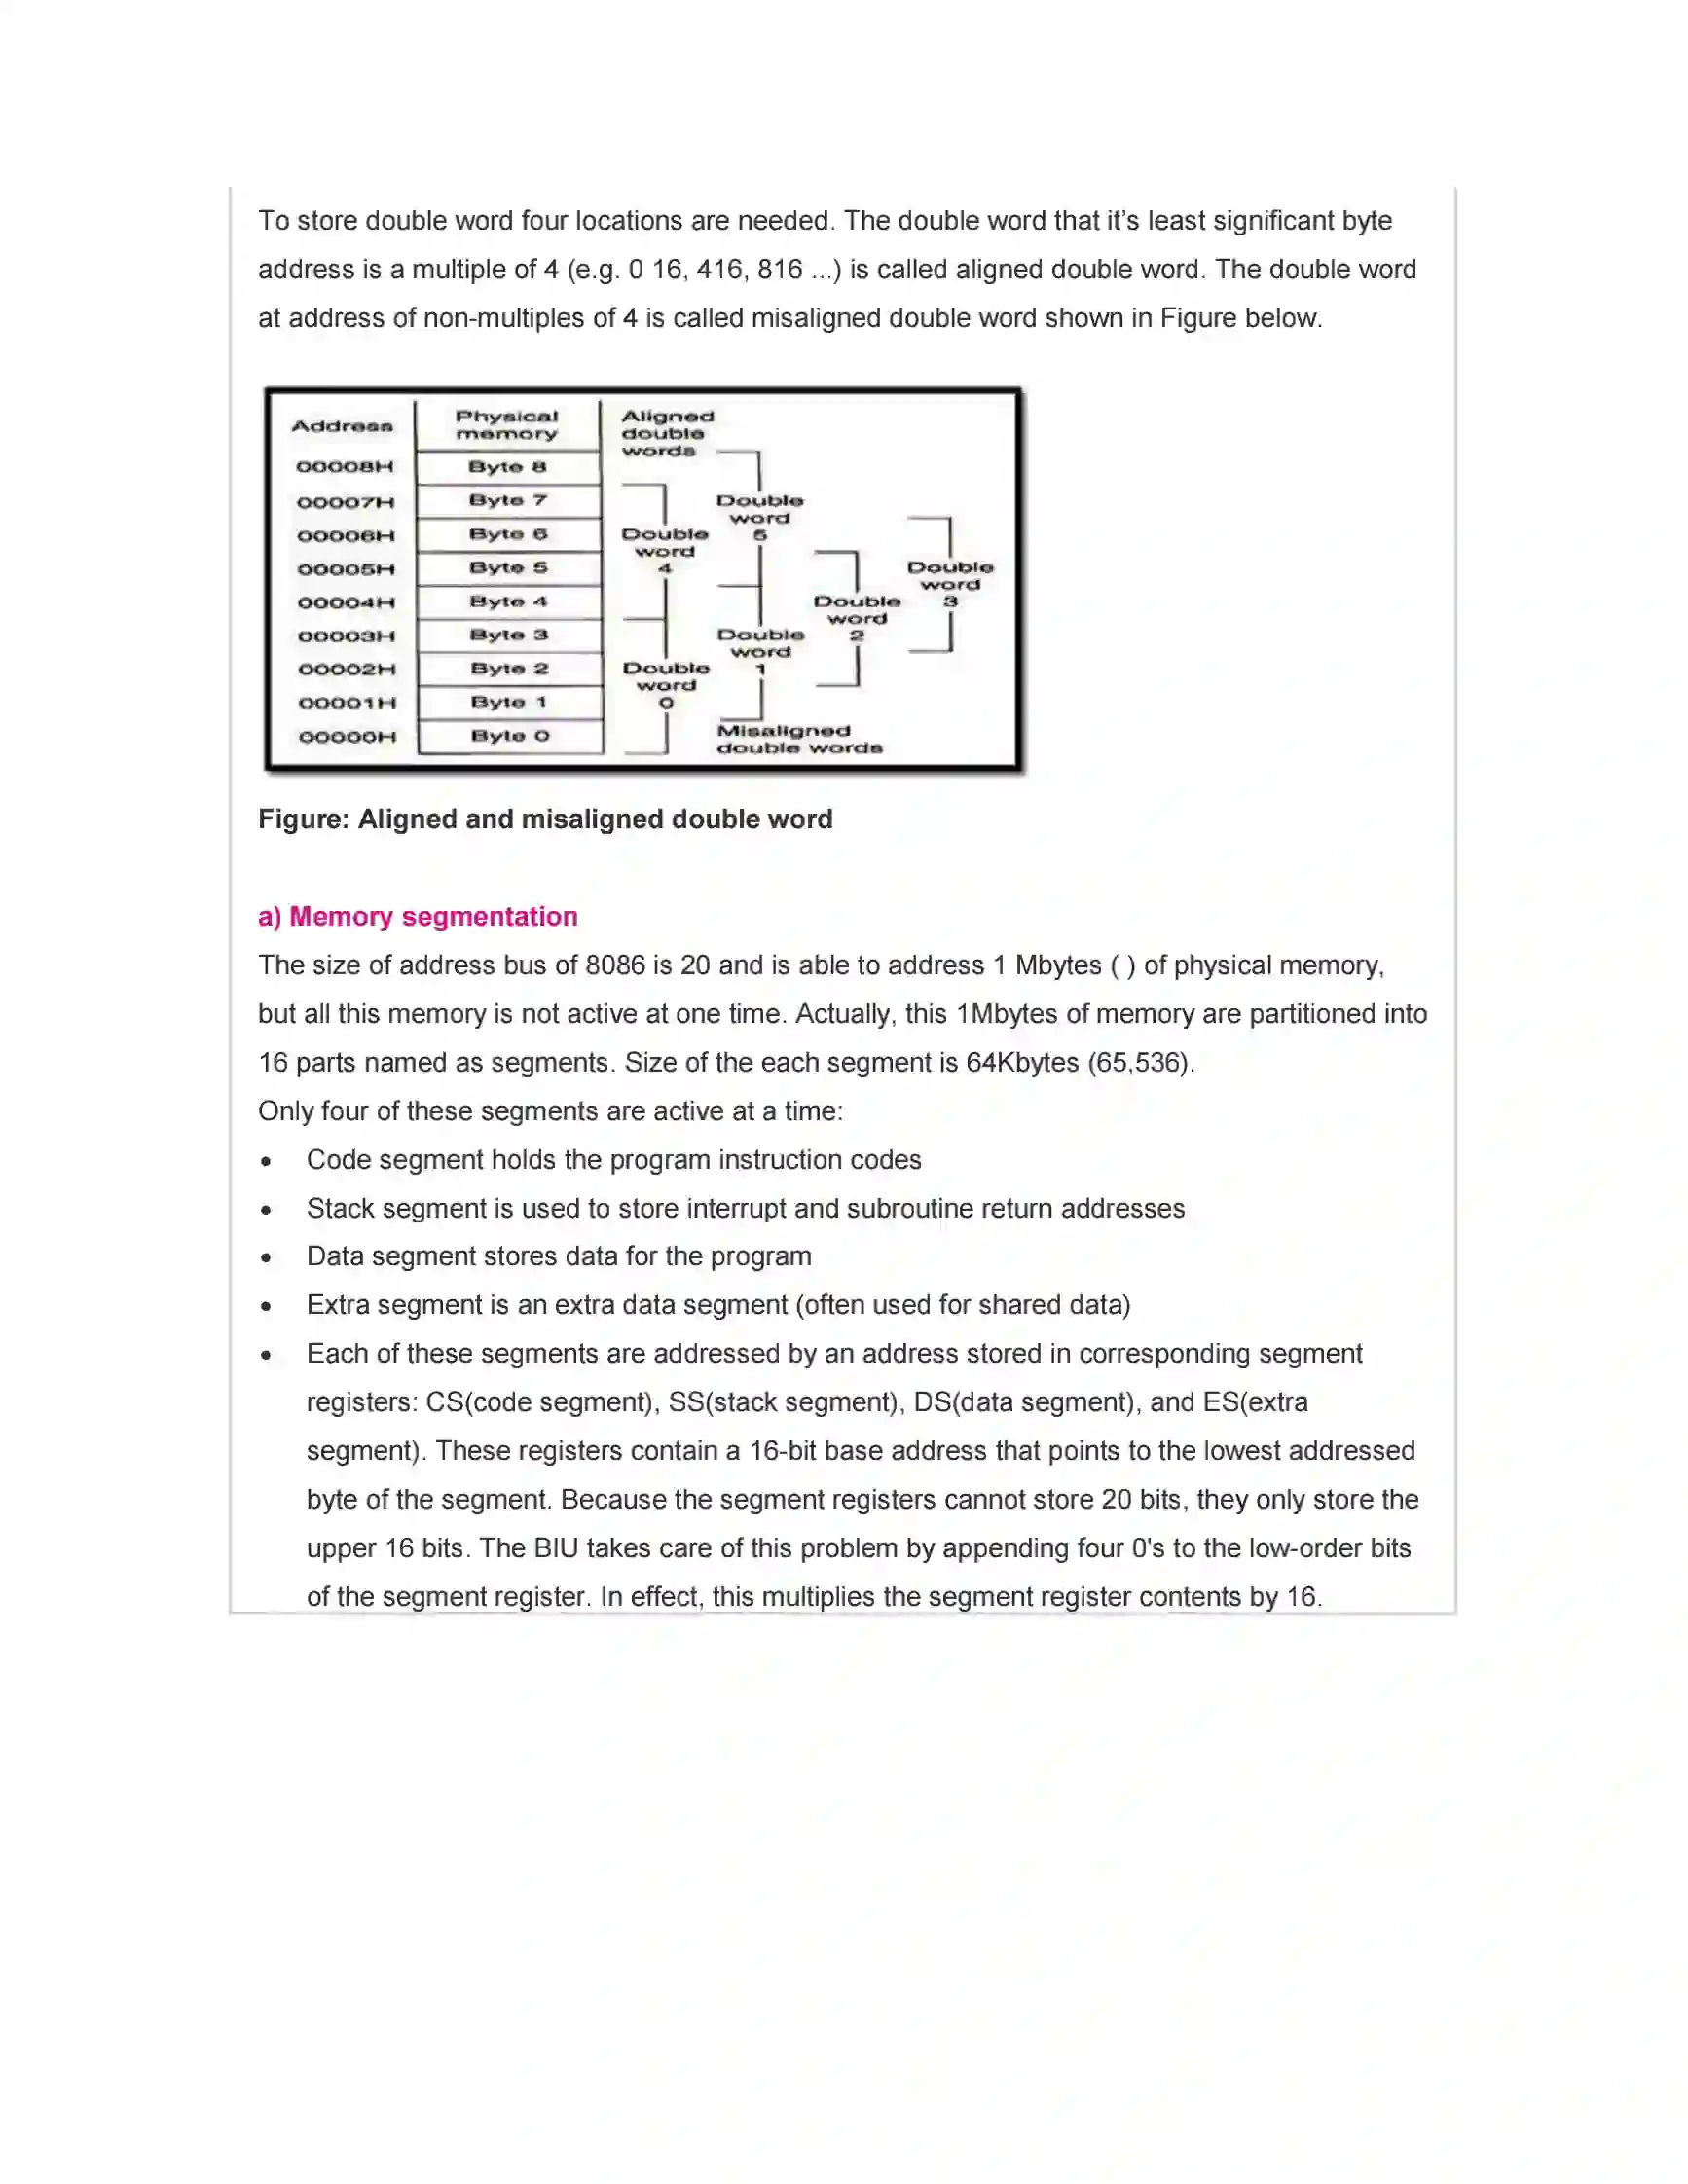 To store double word four locations are needed. The double word that it's least significant byte
address is a multiple of 4 (e.g. 0 16, 416, 816 ...) is called aligned double word. The double word
at address of non-multiples of 4 is called misaligned double word shown in Figure below.
Address
Physical
memory
Aligned
double
words
00008H
Byte 8
00007H
Byte 7
00006H
Byte 6
00005H
Byte 5
00004H
Byte 4
00003H
Byte 3
00002H
Byte 2
00001H
Byte 1
00000H
Byte 0
Double
word
4
Double
word
0
Double
word
5
Double
word
1
Double
word
2
Double
word
3
Misaligned
double words
Figure: Aligned and misaligned double word
a) Memory segmentation
The size of address bus of 8086 is 20 and is able to address 1 Mbytes ( ) of physical memory,
but all this memory is not active at one time. Actually, this 1Mbytes of memory are partitioned into
16 parts named as segments. Size of the each segment is 64Kbytes (65,536).
Only four of these segments are active at a time:
• Code segment holds the program instruction codes
• Stack segment is used to store interrupt and subroutine return addresses
• Data segment stores data for the program
• Extra segment is an extra data segment (often used for shared data)
• Each of these segments are addressed by an address stored in corresponding segment
registers: CS(code segment), SS(stack segment), DS(data segment), and ES(extra
segment). These registers contain a 16-bit base address that points to the lowest addressed
byte of the segment. Because the segment registers cannot store 20 bits, they only store the
upper 16 bits. The BIU takes care of this problem by appending four 0's to the low-order bits
of the segment register. In effect, this multiplies the segment register contents by 16.